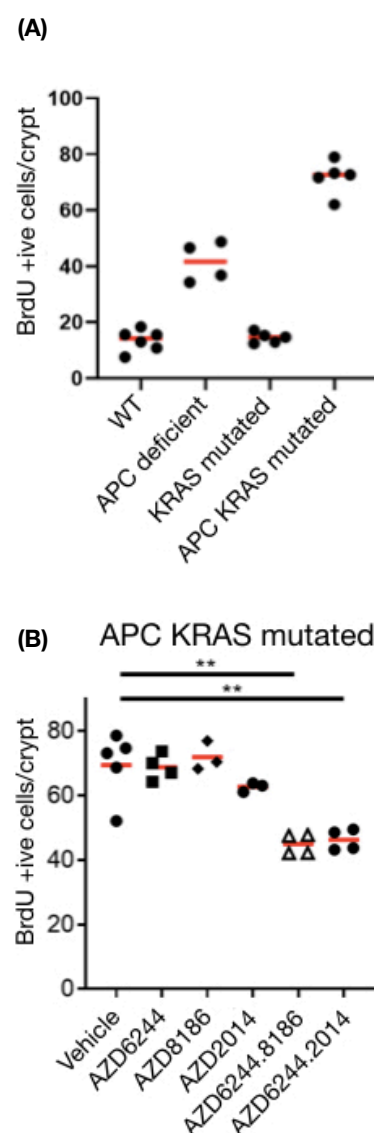 (A)
BrdU +ive cells/crypt
100
80
60
40
20
0
WT
APC deficient
KRAS mutated
APC KRAS mutated
(B)
APC KRAS mutated
**
**
BrdU +ive cells/crypt
80
60
40
20
0
Vehicle
AZD6244
AZD8186
AZD2014
AZD6244.8186
AZD6244.2014